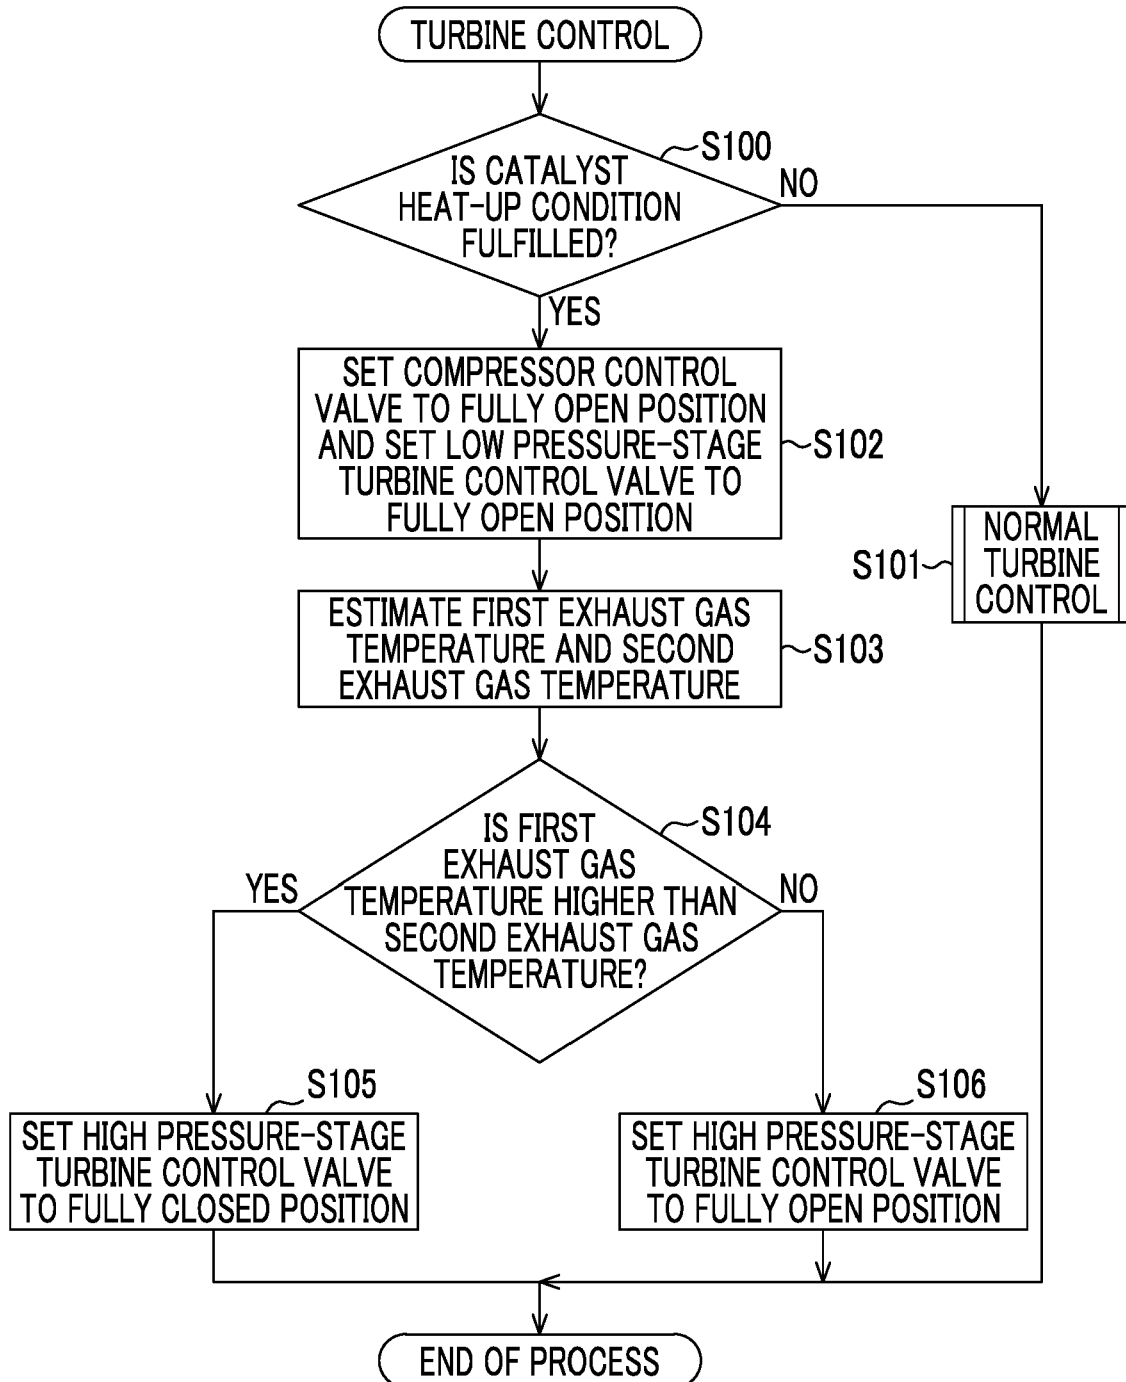 TURBINE CONTROL
S100
IS CATALYST
HEAT-UP CONDITION
FULFILLED?
NO
YES
SET COMPRESSOR CONTROL
VALVE TO FULLY OPEN POSITION
AND SET LOW PRESSURE-STAGE
TURBINE CONTROL VALVE TO
FULLY OPEN POSITION
S102
S101
NORMAL
TURBINE
CONTROL
ESTIMATE FIRST EXHAUST GAS
TEMPERATURE AND SECOND
EXHAUST GAS TEMPERATURE
S103
S104
IS FIRST
EXHAUST GAS
TEMPERATURE HIGHER THAN
SECOND EXHAUST GAS
TEMPERATURE?
YES
NO
S105
SET HIGH PRESSURE-STAGE
TURBINE CONTROL VALVE
TO FULLY CLOSED POSITION
S106
SET HIGH PRESSURE-STAGE
TURBINE CONTROL VALVE
TO FULLY OPEN POSITION
END OF PROCESS